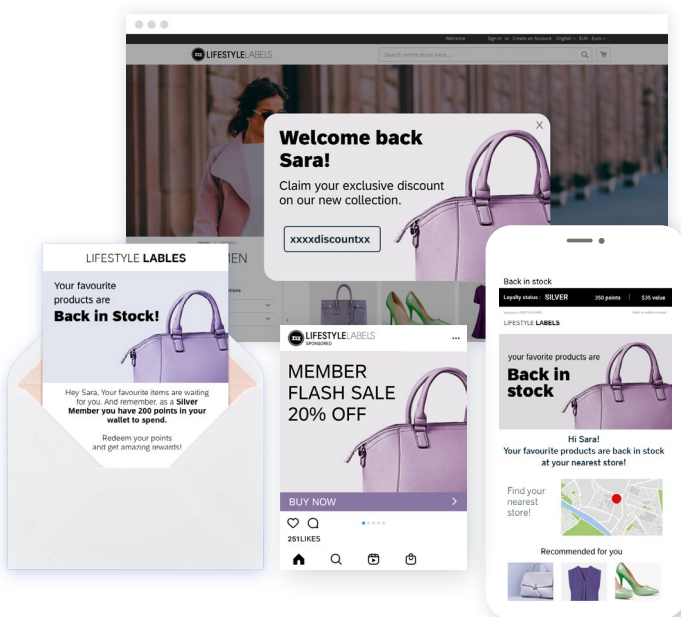 Welcome Sign in or Create an Account English EUR - Euro
LIFESTYLELABELS
Search entire store here...
X
Welcome back
Sara!
Claim your exclusive discount
on our new collection.
xxxxdiscountxx
LIFESTYLE LABLES
Your favourite
products are
Back in Stock!
Hey Sara, Your favourite items are waiting
for you. And remember, as a Silver
Member you have 200 points in your
wallet to spend.
Redeem your points
and get amazing rewards!
LIFESTYLELABELS
SPONSORED
MEMBER
FLASH SALE
20% OFF
BUY NOW
251LIKES
Back in stock
Loyalty status: SILVER 350 points | $35 value
LIFESTYLE LABELS
your favorite products are
Back in
stock
Hi Sara!
Your favourite products are back in stock
at your nearest store!
Find your
nearest
store!
Recommended for you